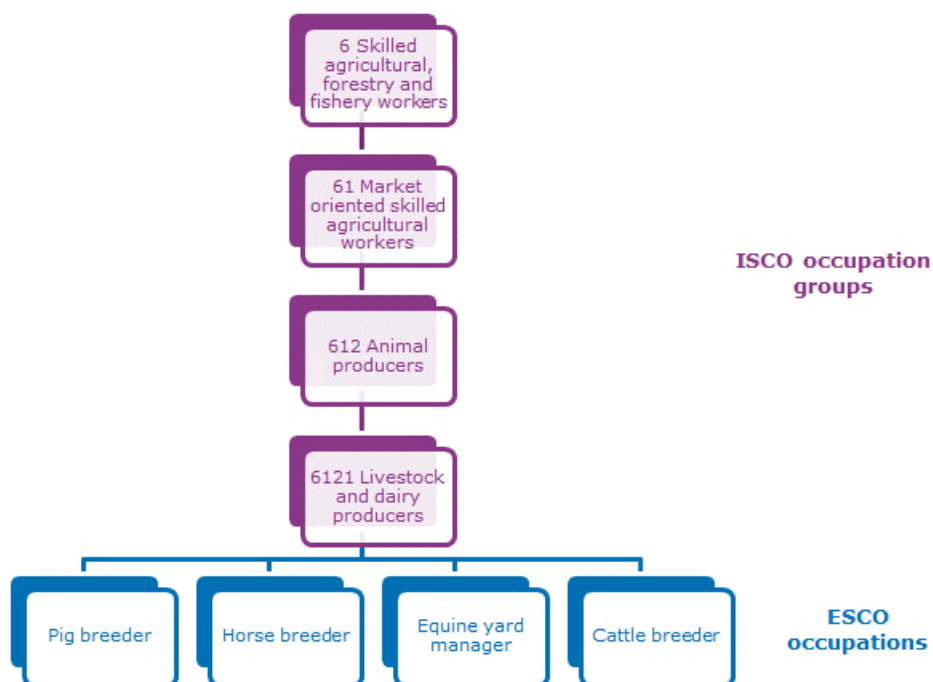 6 Skilled
agricultural,
forestry and
fishery workers
61 Market
oriented skilled
agricultural
workers
ISCO occupation
groups
612 Animal
producers
6121 Livestock
and dairy
producers
Pig breeder
Horse breeder
Equine yard
manager
Cattle breeder
ESCO
occupations